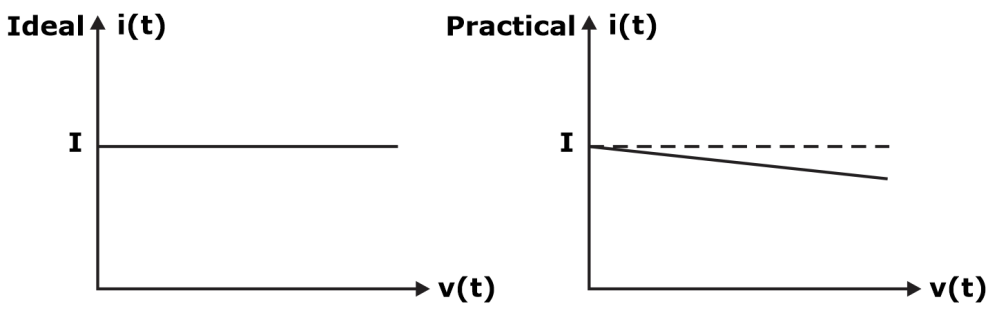 Ideal i(t)
I
v(t)
Practical i(t)
I
v(t)